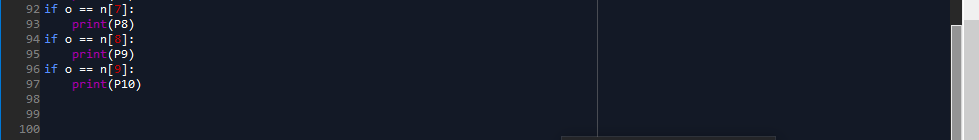 92 if o == n[7]:
93     print(P8)
94 if o == n[8]:
95     print(P9)
96 if o == n[9]:
97     print(P10)
98
99
100